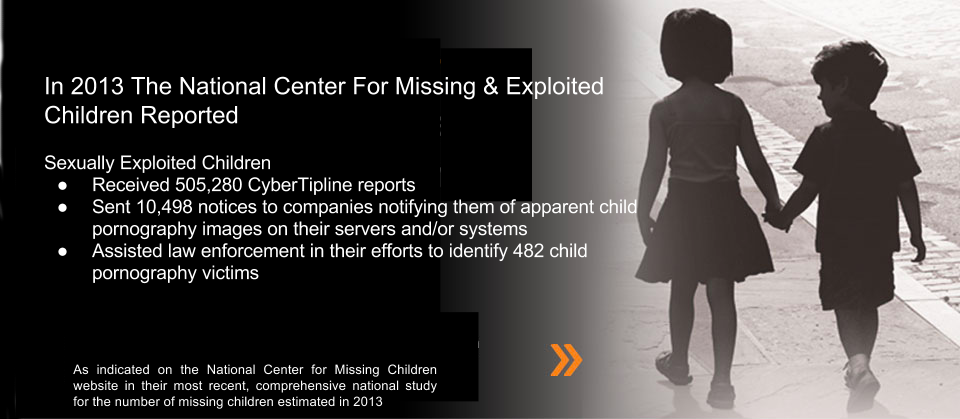 In 2013 The National Center For Missing & Exploited
Children Reported
Sexually Exploited Children
● Received 505,280 CyberTipline reports
● Sent 10,498 notices to companies notifying them of apparent child
pornography images on their servers and/or systems
● Assisted law enforcement in their efforts to identify 482 child
pornography victims
As indicated on the National Center for Missing Children
website in their most recent, comprehensive national study
for the number of missing children estimated in 2013